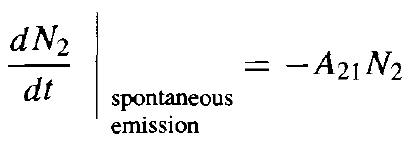 dN₂/dt | spontaneous emission = −A₂₁N₂